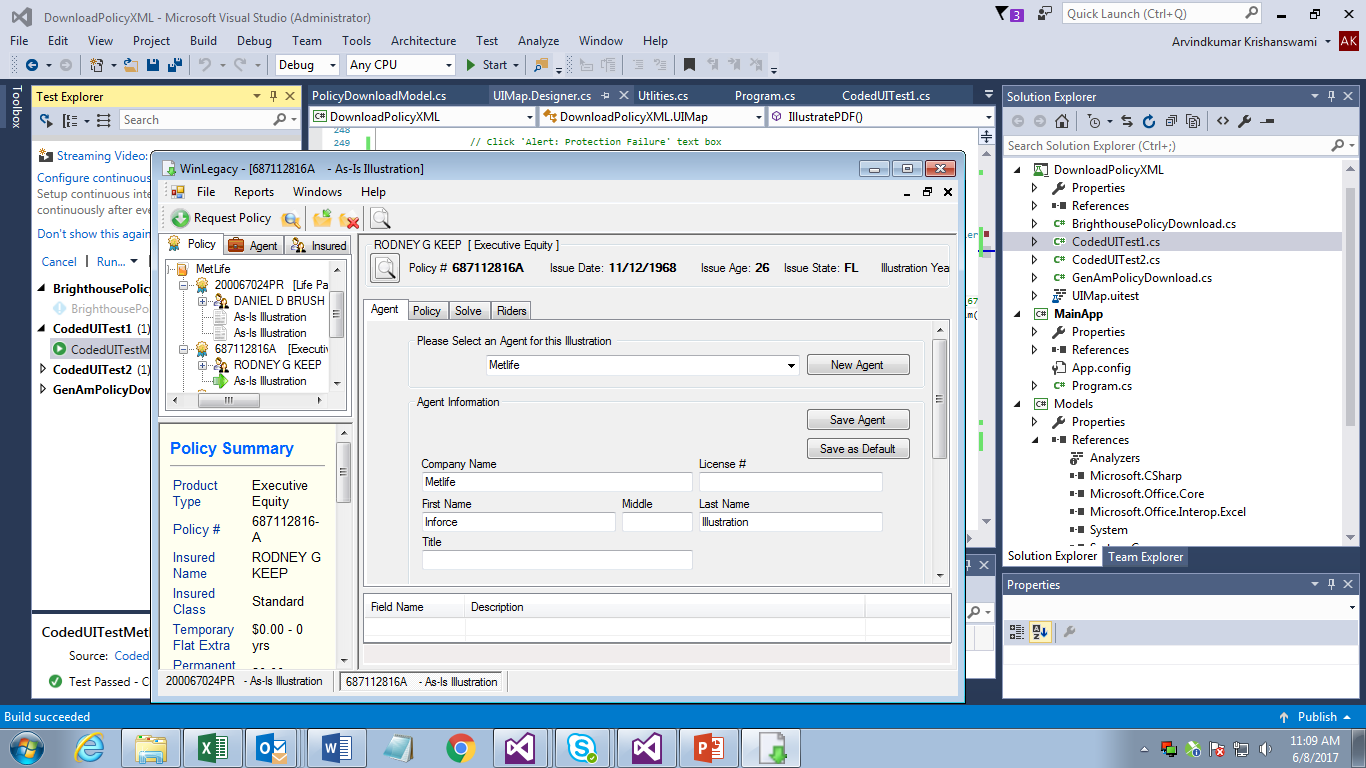 DownloadPolicyXML - Microsoft Visual Studio (Administrator)
3
Quick Launch (Ctrl+Q)
File Edit View Project Build Debug Team Tools Architecture Test Analyze Window Help
Arvindkumar Krishanswami AK
Debug Any CPU Start
Toolbox
Test Explorer
Search
Streaming Video:
Configure continuous
Setup continuous inte
continuously after eve
Don't show this again
Cancel | Run...
BrighthousePolicy
BrighthousePo
CodedUITest1 (1)
CodedUITestM
CodedUITest2 (1)
GenAmPolicyDow
CodedUITestMeth
Source: Coded
Test Passed - C
PolicyDownloadModel.cs UIMap.Designer.cs Utlities.cs Program.cs CodedUITest1.cs
DownloadPolicyXML DownloadPolicyXML.UIMap IllustratePDF()
248
249 // Click 'Alert: Protection Failure' text box
WinLegacy - [687112816A - As-Is Illustration]
File Reports Windows Help
Request Policy
Policy Agent Insured
MetLife
200067024PR [Life Pa
DANIEL D BRUSH
As-Is Illustration
As-Is Illustration
687112816A [Executiv
RODNEY G KEEP
As-Is Illustration
Policy Summary
Product Type Executive Equity
Policy # 687112816-A
Insured Name RODNEY G KEEP
Insured Class Standard
Temporary Flat Extra $0.00 - 0 yrs
Permanent
RODNEY G KEEP [ Executive Equity ]
Policy # 687112816A Issue Date: 11/12/1968 Issue Age: 26 Issue State: FL Illustration Yea
Agent Policy Solve Riders
Please Select an Agent for this Illustration
Metlife New Agent
Agent Information
Save Agent
Save as Default
Company Name License #
Metlife
First Name Middle Last Name
Inforce Illustration
Title
Field Name Description
200067024PR - As-Is Illustration 687112816A - As-Is Illustration
Solution Explorer
Search Solution Explorer (Ctrl+;)
DownloadPolicyXML
Properties
References
BrighthousePolicyDownload.cs
CodedUITest1.cs
CodedUITest2.cs
GenAmPolicyDownload.cs
UIMap.uitest
MainApp
Properties
References
App.config
Program.cs
Models
Properties
References
Analyzers
Microsoft.CSharp
Microsoft.Office.Core
Microsoft.Office.Interop.Excel
System
Solution Explorer Team Explorer
Properties
Build succeeded
Publish
11:09 AM
6/8/2017